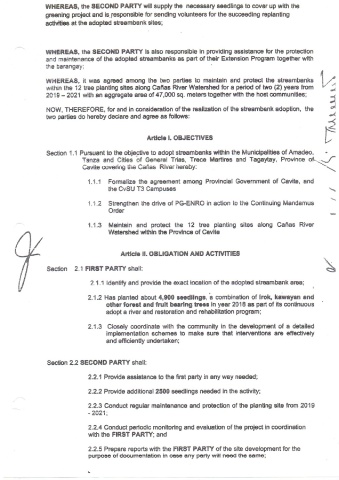 WHEREAS, the SECOND PARTY will supply the necessary seedlings to cover up with the
greening project and is responsible for sending volunteers for the succeeding replanting
activities at the adopted streambank sites;
WHEREAS, the SECOND PARTY is also responsible in providing assistance for the protection
and maintenance of the adopted streambanks as part of their Extension Program together with
the barangay;
WHEREAS, it was agreed among the two parties to maintain and protect the streambanks
within the 12 tree planting sites along Cañas River Watershed for a period of two (2) years from
2019 – 2021 with an aggregate area of 47,000 sq. meters together with the host communities;
NOW, THEREFORE, for and in consideration of the realization of the streambank adoption, the
two parties do hereby declare and agree as follows:
Article I. OBJECTIVES
Section 1.1 Pursuant to the objective to adopt streambanks within the Municipalities of Amadeo,
Tanza and Cities of General Trias, Trece Martires and Tagaytay, Province of
Cavite covering the Cañas River hereby:
1.1.1 Formalize the agreement among Provincial Government of Cavite, and
the CvSU T3 Campuses
1.1.2 Strengthen the drive of PG-ENRO in action to the Continuing Mandamus
Order
1.1.3 Maintain and protect the 12 tree planting sites along Cañas River
Watershed within the Province of Cavite
Article II. OBLIGATION AND ACTIVITIES
Section 2.1 FIRST PARTY shall:
2.1.1 Identify and provide the exact location of the adopted streambank area;
2.1.2 Has planted about 4,900 seedlings, a combination of irok, kawayan and
other forest and fruit bearing trees in year 2018 as part of its continuous
adopt a river and restoration and rehabilitation program;
2.1.3 Closely coordinate with the community in the development of a detailed
implementation schemes to make sure that interventions are effectively
and efficiently undertaken;
Section 2.2 SECOND PARTY shall:
2.2.1 Provide assistance to the first party in any way needed;
2.2.2 Provide additional 2500 seedlings needed in the activity;
2.2.3 Conduct regular maintenance and protection of the planting site from 2019
- 2021;
2.2.4 Conduct periodic monitoring and evaluation of the project in coordination
with the FIRST PARTY; and
2.2.5 Prepare reports with the FIRST PARTY of the site development for the
purpose of documentation in case any party will need the same;